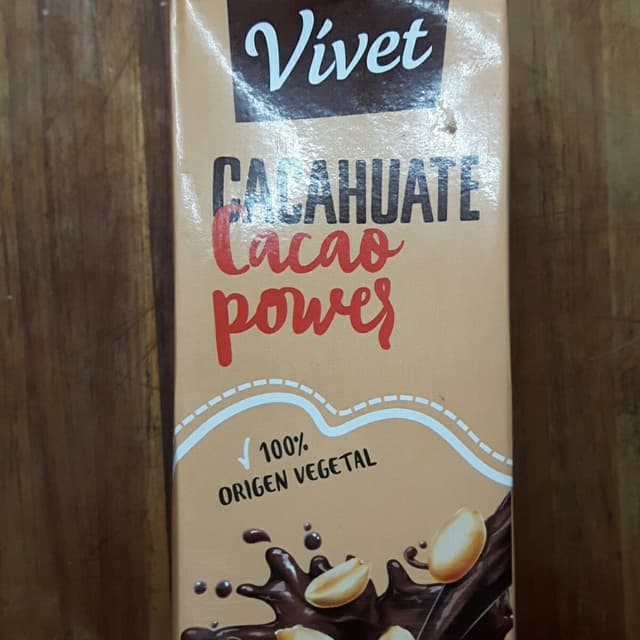 Vívet
CACAHUATE
Cacao
power
100%
ORIGEN VEGETAL